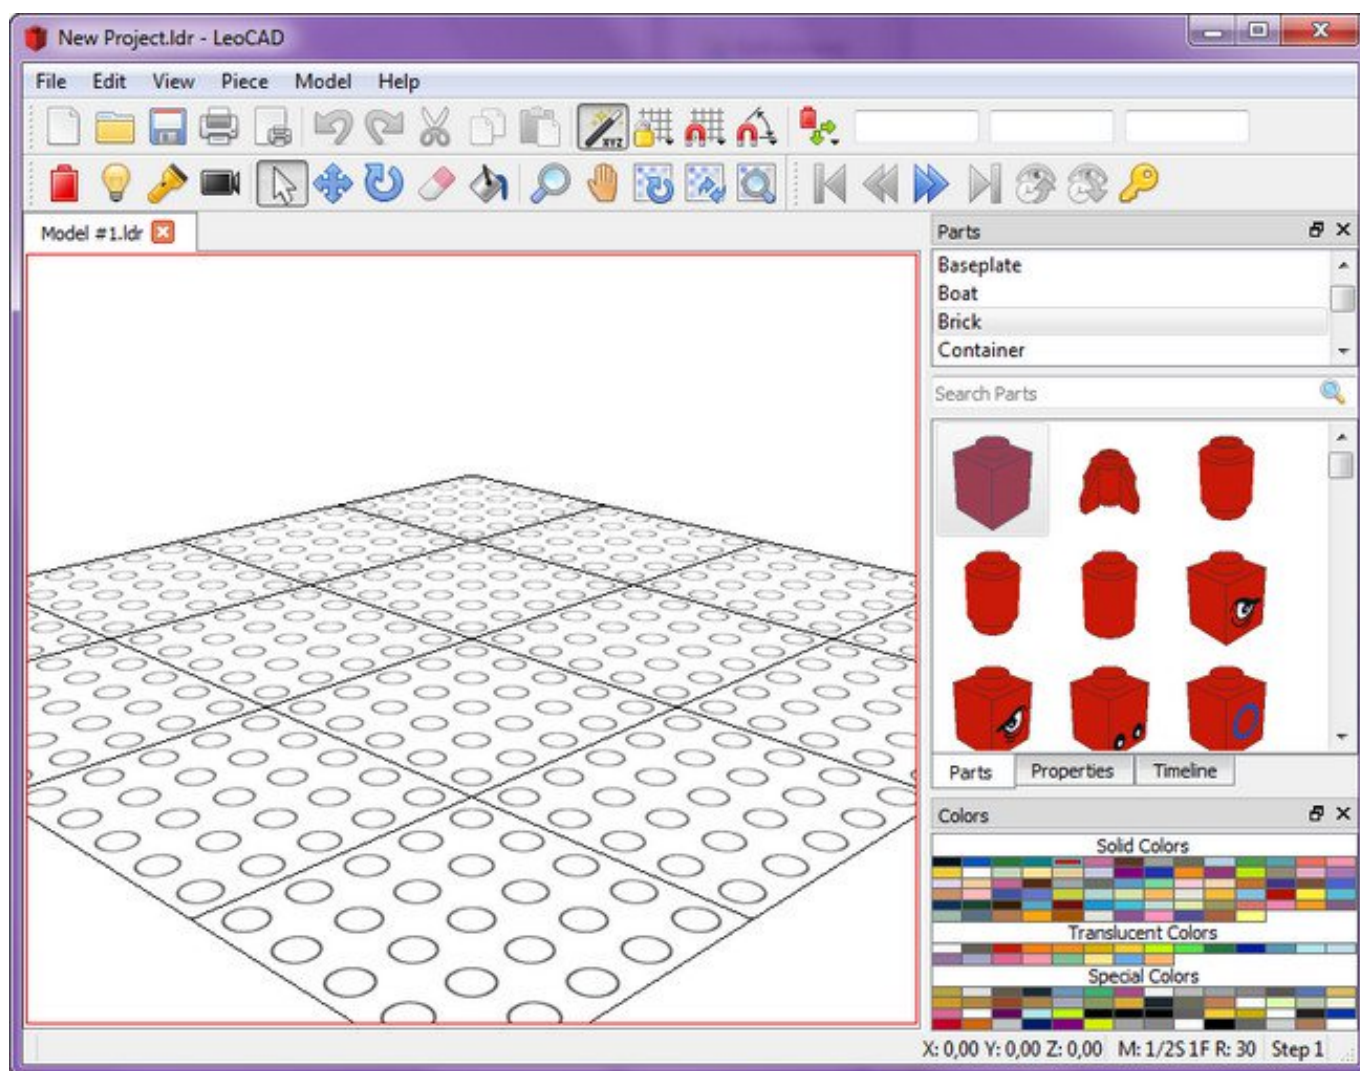 New Project.ldr - LeoCAD
File Edit View Piece Model Help
XYZ
Model #1.ldr
Parts
Baseplate
Boat
Brick
Container
Search Parts
Parts Properties Timeline
Colors
Solid Colors
Translucent Colors
Special Colors
X: 0,00 Y: 0,00 Z: 0,00 M: 1/2S 1F R: 30 Step 1